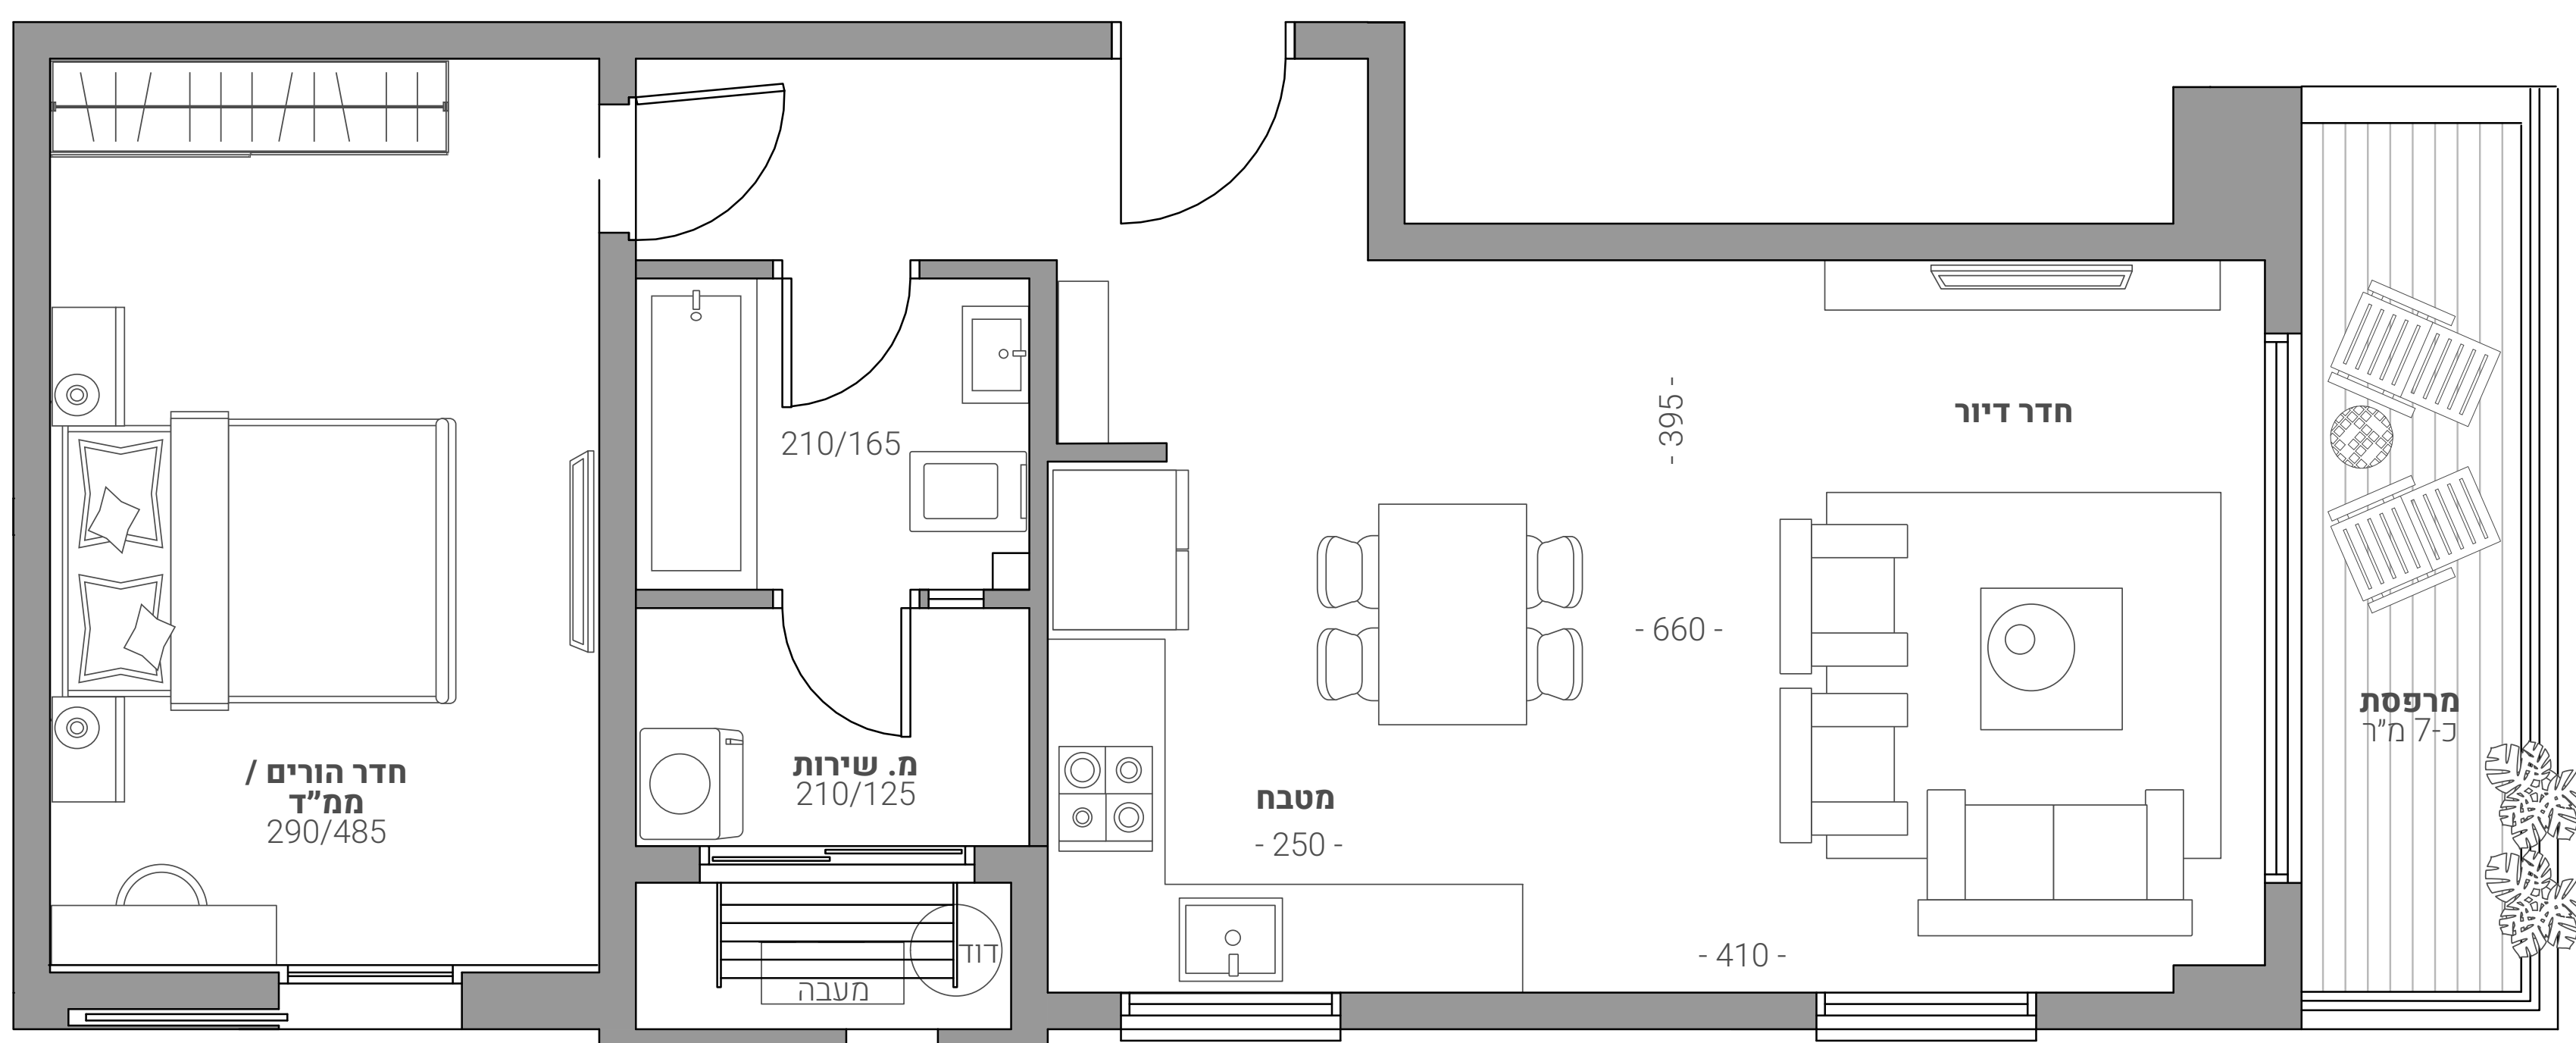 חדר הורים /
ממ"ד
290/485
210/165
מ. שירות
210/125
דוד
מעבה
מטבח
- 250 -
- 395 -
- 660 -
- 410 -
חדר דיור
מרפסת
כ-7 מ"ר